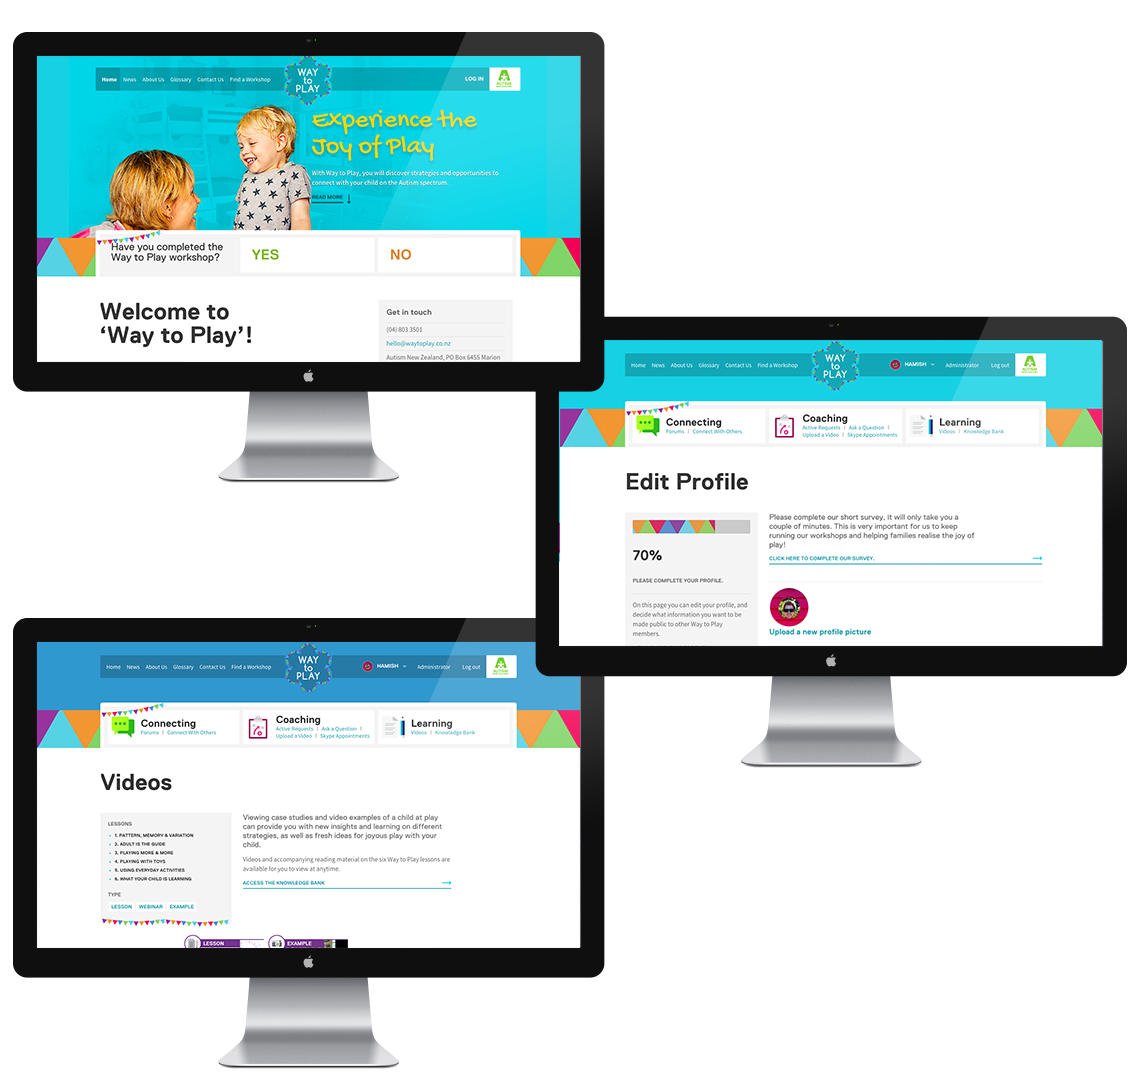 Home News About Us Glossary Contact Us Find a Workshop
WAY
to
PLAY
LOG IN
AUTISM
Experience the
Joy of Play
With Way to Play, you will discover strategies and opportunities to
connect with your child on the Autism spectrum.
READ MORE
Have you completed the
Way to Play workshop?
YES
NO
Welcome to
‘Way to Play’!
Get in touch
(04) 803 3501
hello@waytoplay.co.nz
Autism New Zealand, PO Box 6455 Marion
Home News About Us Glossary Contact Us Find a Workshop
WAY
to
PLAY
HAMISH Administrator Log out
AUTISM
Connecting
Forums | Connect With Others
Coaching
Active Requests | Ask a Question |
Upload a Video | Skype Appointments
Learning
Videos | Knowledge Bank
Edit Profile
70%
PLEASE COMPLETE YOUR PROFILE.
On this page you can edit your profile, and
decide what information you want to be
made public to other Way to Play
members.
Please complete our short survey, it will only take you a
couple of minutes. This is very important for us to keep
running our workshops and helping families realise the joy of
play!
CLICK HERE TO COMPLETE OUR SURVEY.
Upload a new profile picture
Home News About Us Glossary Contact Us Find a Workshop
WAY
to
PLAY
HAMISH Administrator Log out
AUTISM
Connecting
Forums | Connect With Others
Coaching
Active Requests | Ask a Question |
Upload a Video | Skype Appointments
Learning
Videos | Knowledge Bank
Videos
LESSONS
1. PATTERN, MEMORY & VARIATION
2. ADULT IS THE GUIDE
3. PLAYING MORE & MORE
4. PLAYING WITH TOYS
5. USING EVERYDAY ACTIVITIES
6. WHAT YOUR CHILD IS LEARNING
TYPE
LESSON WEBINAR EXAMPLE
Viewing case studies and video examples of a child at play
can provide you with new insights and learning on different
strategies, as well as fresh ideas for joyous play with your
child.
Videos and accompanying reading material on the six Way to Play lessons are
available for you to view at anytime.
ACCESS THE KNOWLEDGE BANK
LESSON
EXAMPLE